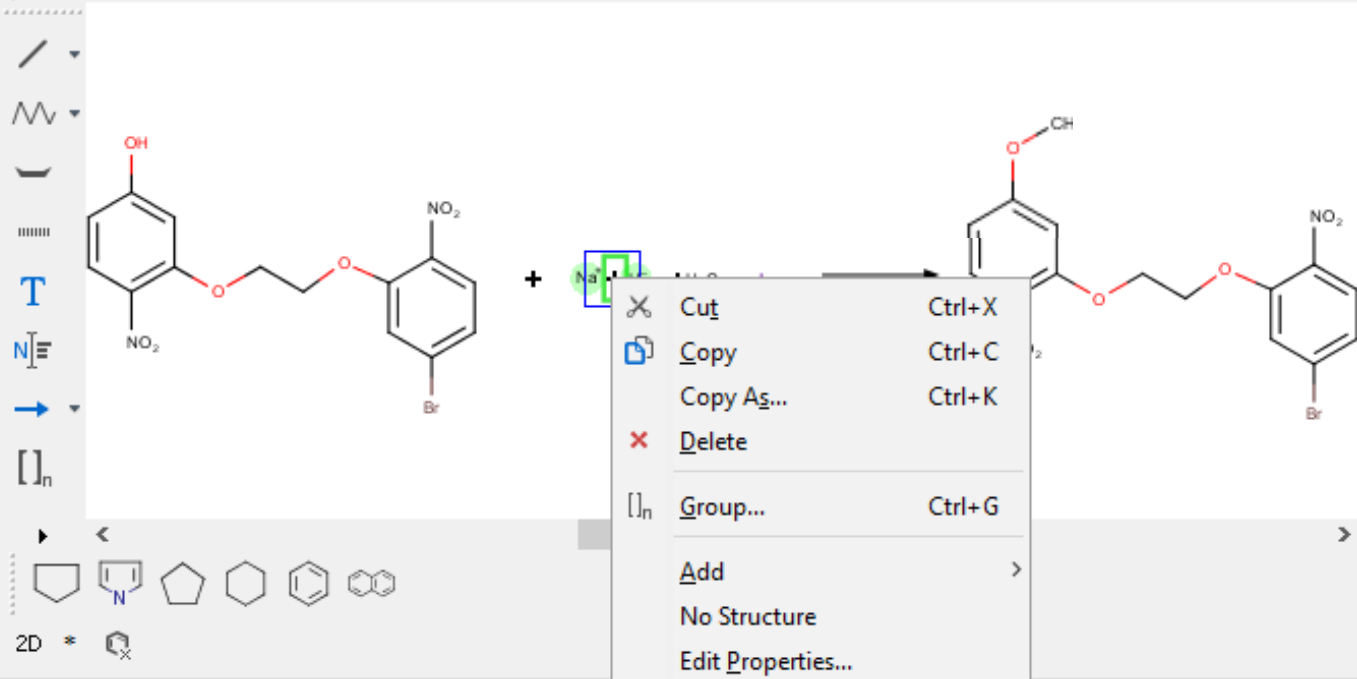 OH
NO2
O
O
NO2
Br
+
Na+
O
CH
NO2
O
O
Br
T
N
[ ]n
N
2D *
x
Cut Ctrl+X
Copy Ctrl+C
Copy As... Ctrl+K
Delete
[ ]n Group... Ctrl+G
Add
No Structure
Edit Properties...